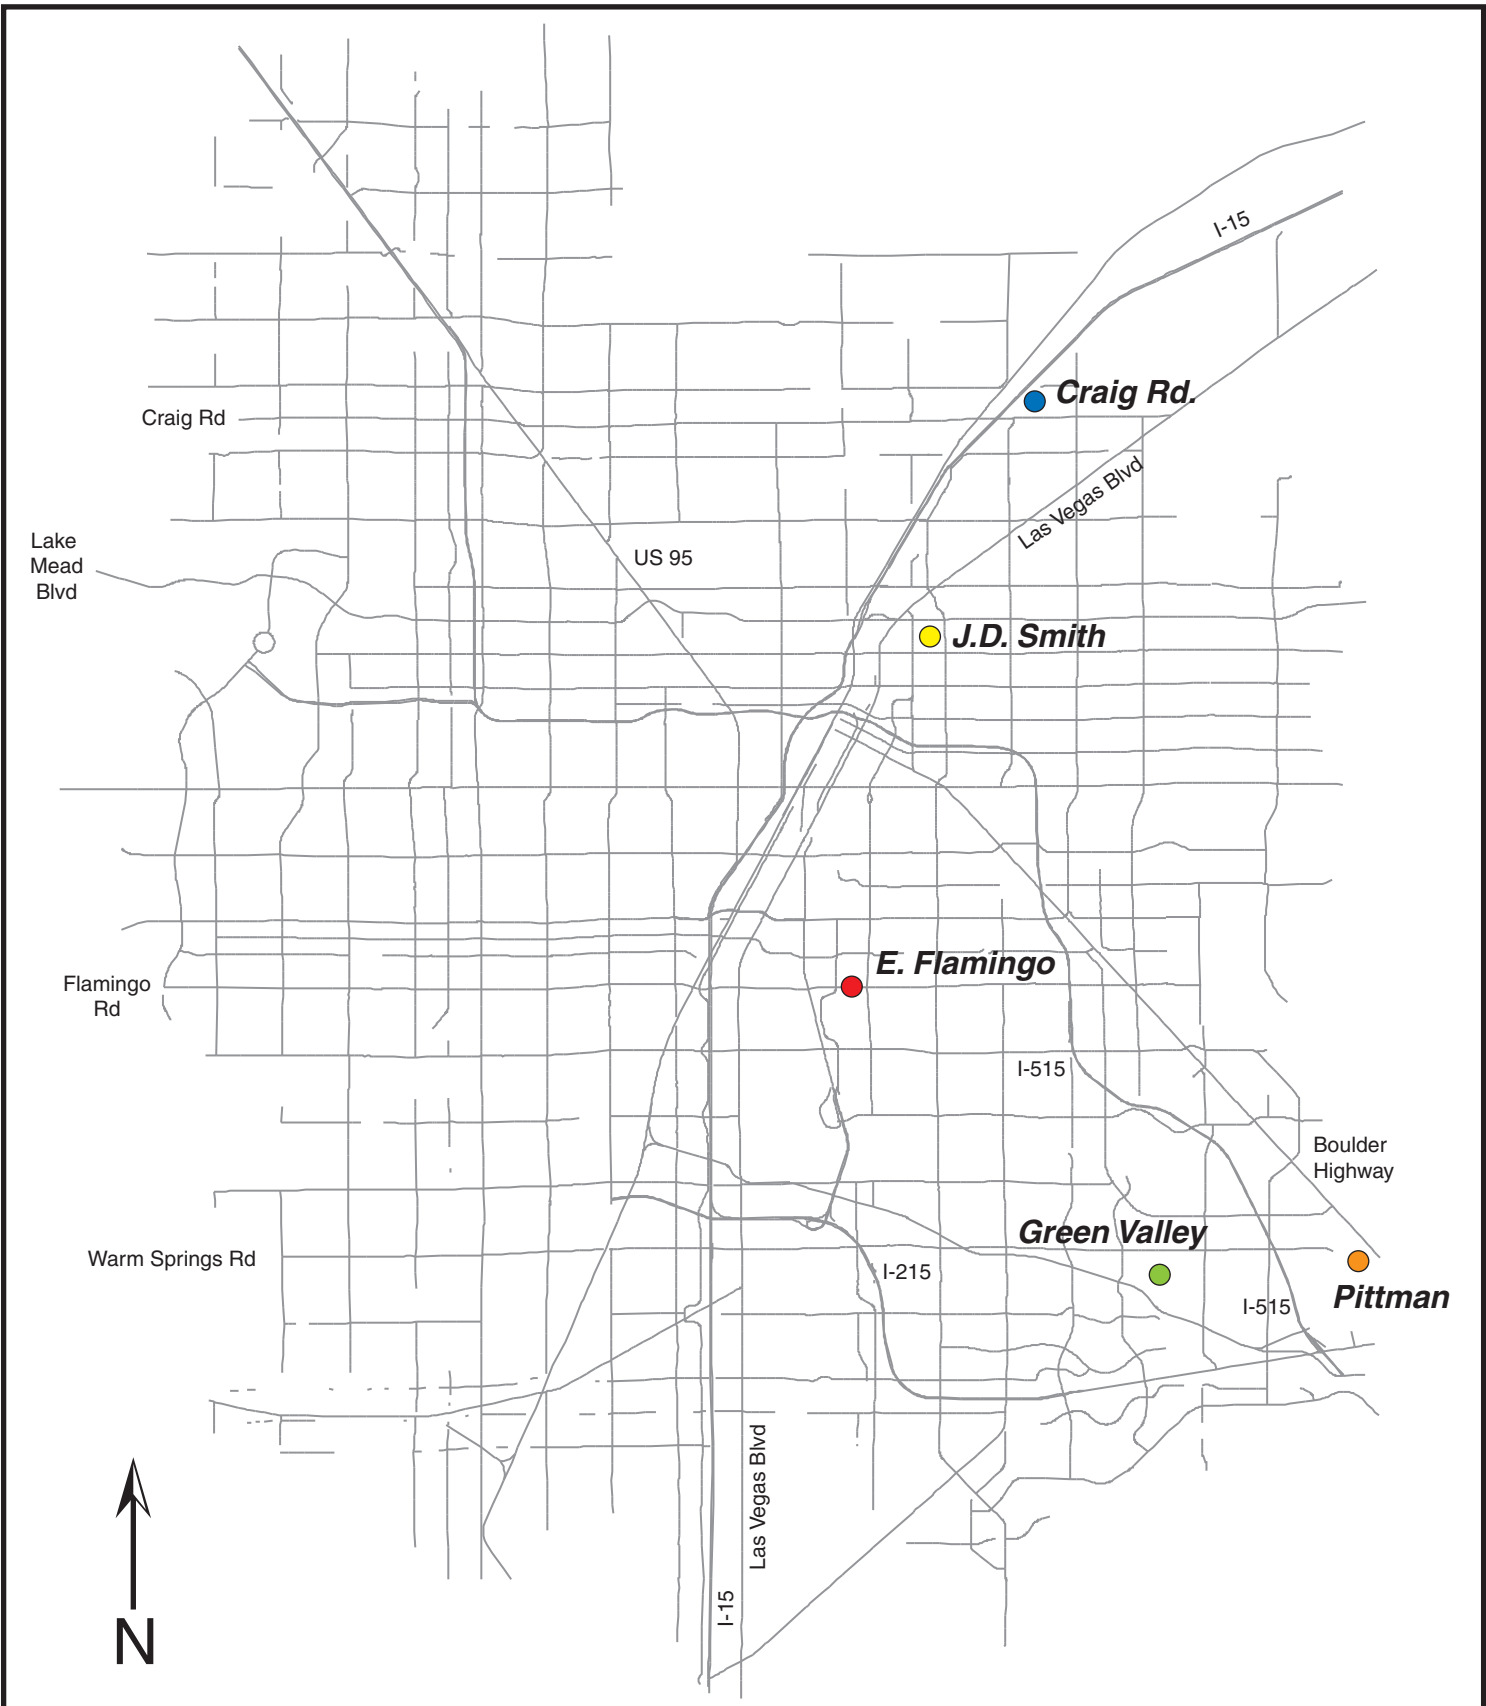 I-15
Craig Rd.
Craig Rd
Las Vegas Blvd
Lake
Mead
Blvd
US 95
J.D. Smith
E. Flamingo
Flamingo
Rd
I-515
Boulder
Highway
Green Valley
Warm Springs Rd
I-215
I-515
Pittman
Las Vegas Blvd
I-15
N